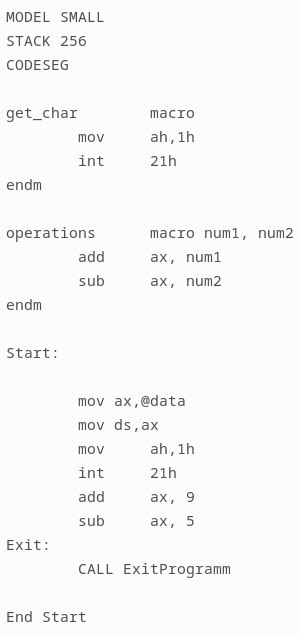 MODEL SMALL
STACK 256
CODESEG
get_char        macro
        mov     ah,1h
        int     21h
endm
operations      macro num1, num2
        add     ax, num1
        sub     ax, num2
endm
Start:
        mov ax,@data
        mov ds,ax
        mov     ah,1h
        int     21h
        add     ax, 9
        sub     ax, 5
Exit:
        CALL ExitProgramm
End Start